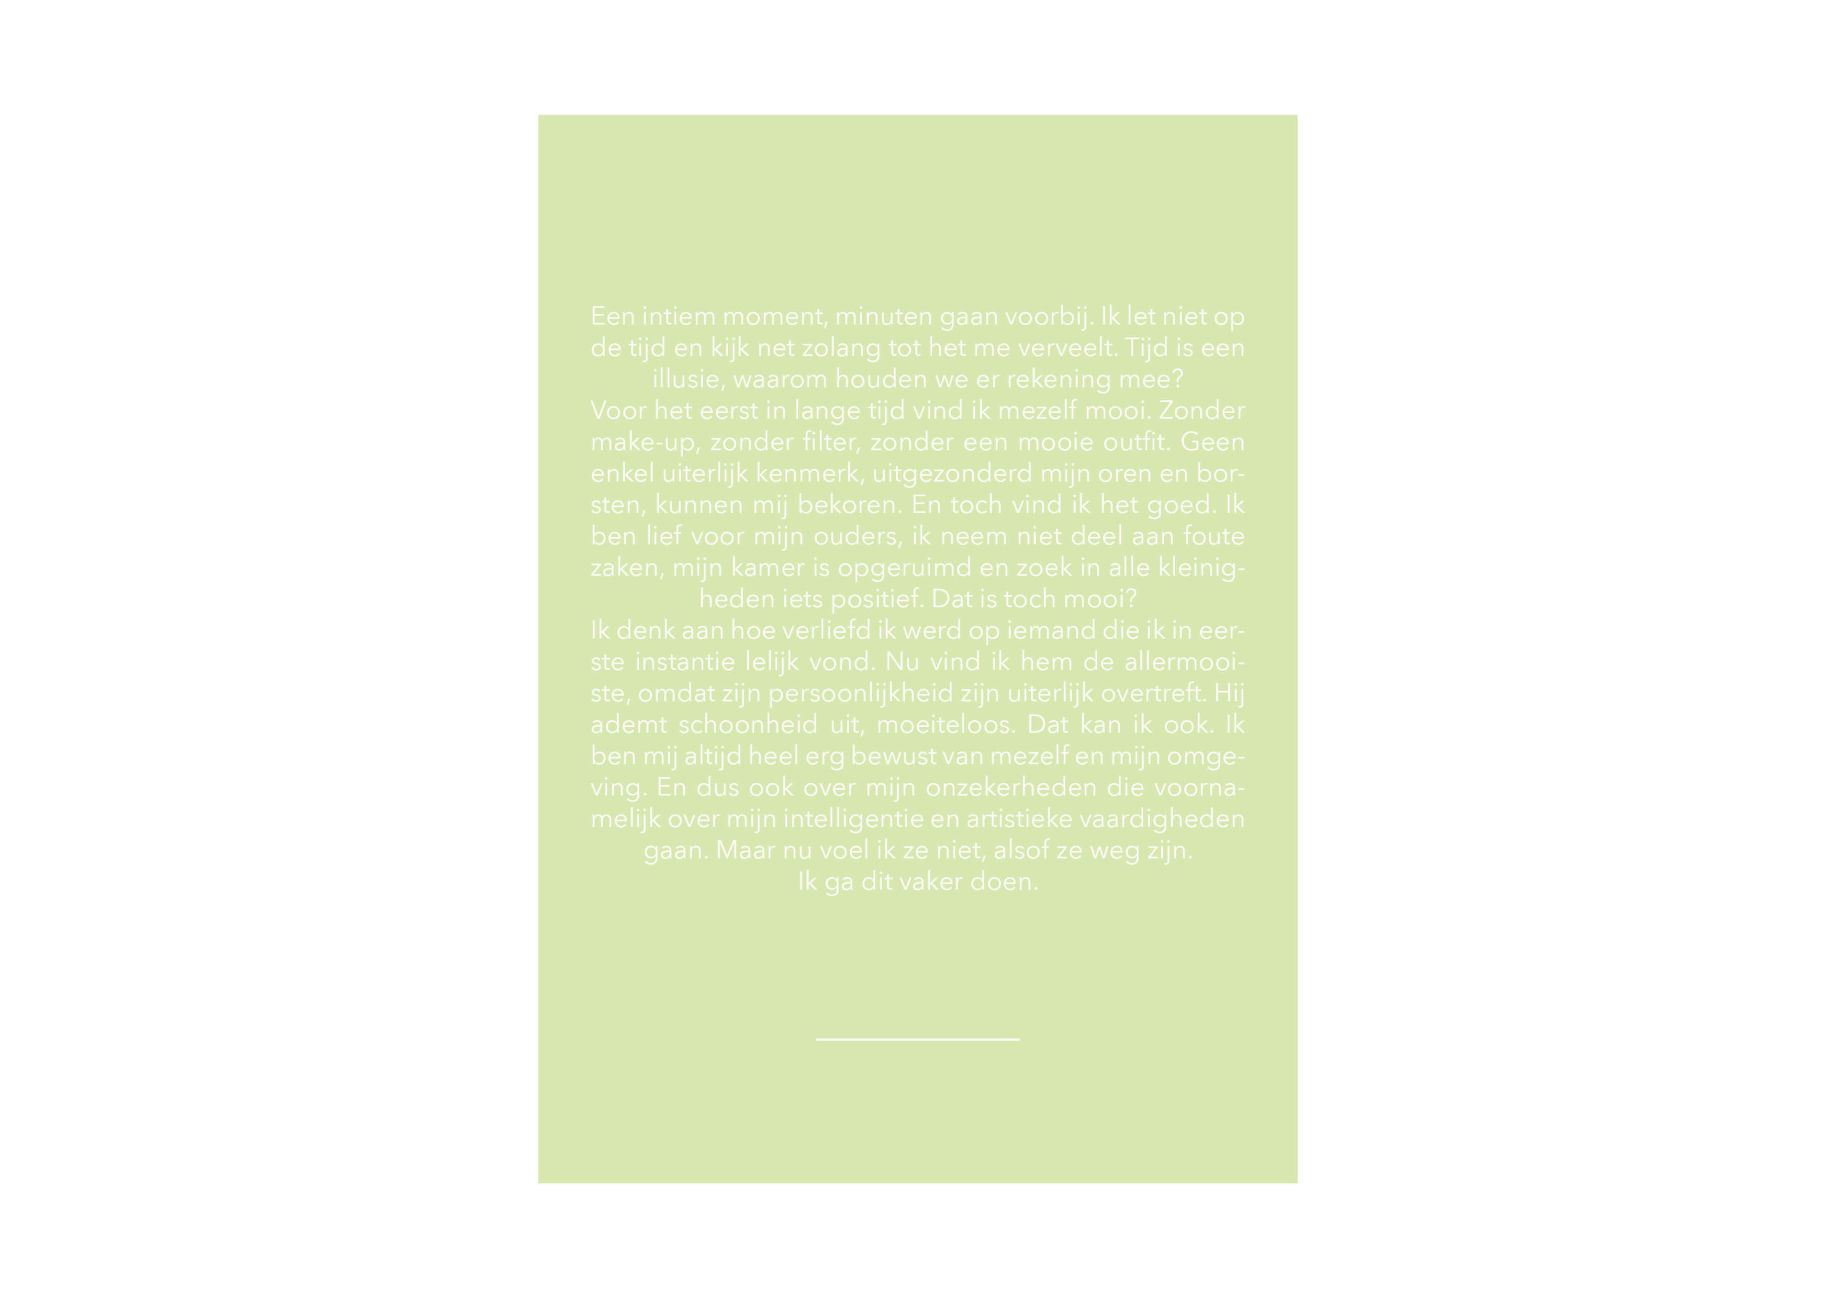 Een intiem moment, minuten gaan voorbij. Ik let niet op
de tijd en kijk net zolang tot het me verveelt. Tijd is een
illusie, waarom houden we er rekening mee?
Voor het eerst in lange tijd vind ik mezelf mooi. Zonder
make-up, zonder filter, zonder een mooie outfit. Geen
enkel uiterlijk kenmerk, uitgezonderd mijn oren en bor-
sten, kunnen mij bekoren. En toch vind ik het goed. Ik
ben lief voor mijn ouders, ik neem niet deel aan foute
zaken, mijn kamer is opgeruimd en zoek in alle kleinig-
heden iets positief. Dat is toch mooi?
Ik denk aan hoe verliefd ik werd op iemand die ik in eer-
ste instantie lelijk vond. Nu vind ik hem de allermooi-
ste, omdat zijn persoonlijkheid zijn uiterlijk overtreft. Hij
ademt schoonheid uit, moeiteloos. Dat kan ik ook. Ik
ben mij altijd heel erg bewust van mezelf en mijn omge-
ving. En dus ook over mijn onzekerheden die voorna-
melijk over mijn intelligentie en artistieke vaardigheden
gaan. Maar nu voel ik ze niet, alsof ze weg zijn.
Ik ga dit vaker doen.